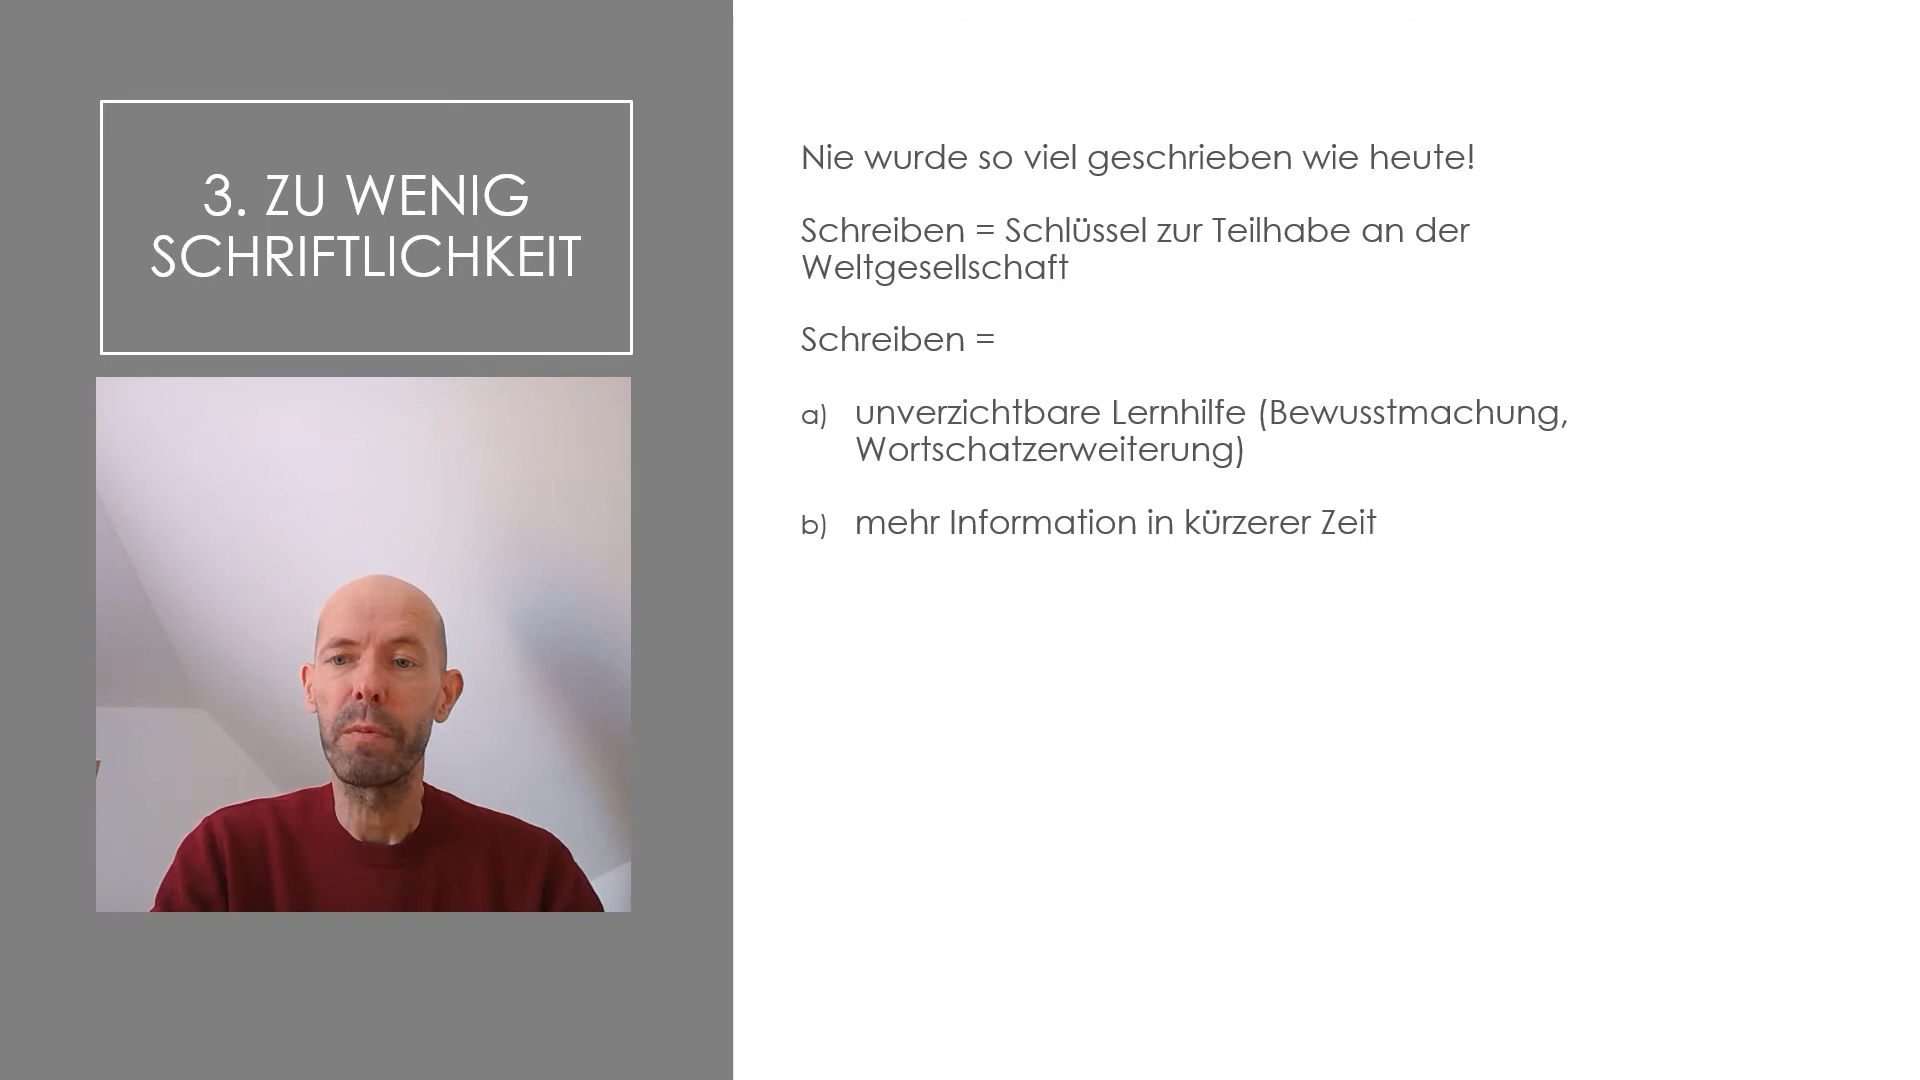 3. ZU WENIG
SCHRIFTLICHKEIT
Nie wurde so viel geschrieben wie heute!
Schreiben = Schlüssel zur Teilhabe an der
Weltgesellschaft
Schreiben =
a) unverzichtbare Lernhilfe (Bewusstmachung,
Wortschatzerweiterung)
b) mehr Information in kürzerer Zeit